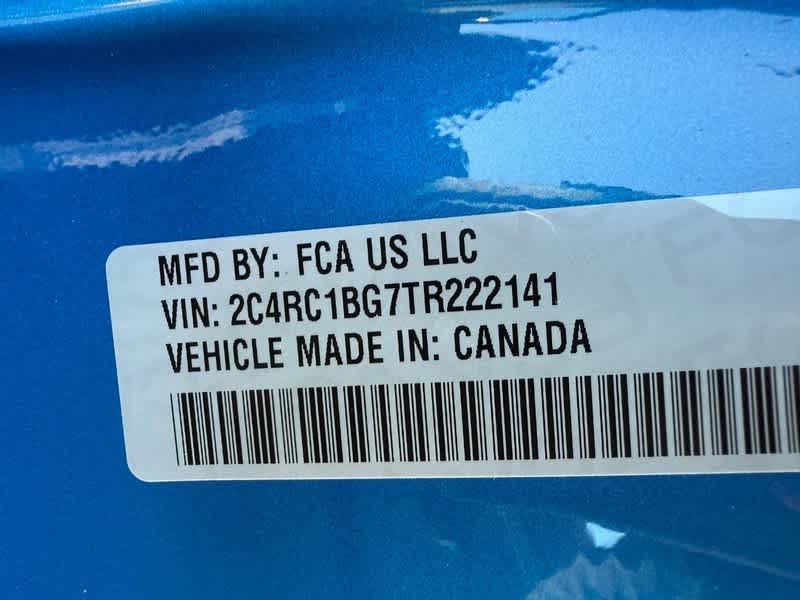 MFD BY: FCA US LLC
VIN: 2C4RC1BG7TR222141
VEHICLE MADE IN: CANADA